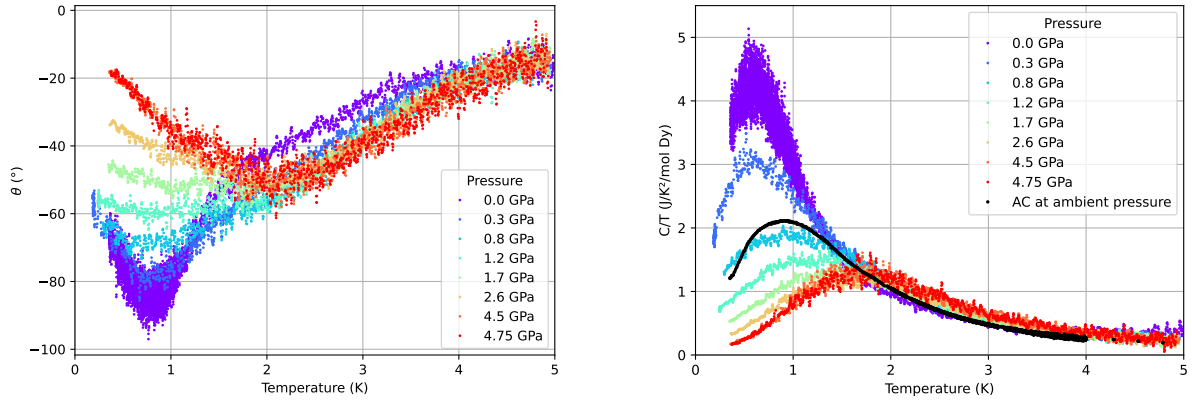 0
−20
−40
−60
−80
−100
θ (°)
0
1
2
3
4
5
Temperature (K)
Pressure
0.0 GPa
0.3 GPa
0.8 GPa
1.2 GPa
1.7 GPa
2.6 GPa
4.5 GPa
4.75 GPa
5
4
3
2
1
0
C/T (J/K²/mol Dy)
0
1
2
3
4
5
Temperature (K)
Pressure
0.0 GPa
0.3 GPa
0.8 GPa
1.2 GPa
1.7 GPa
2.6 GPa
4.5 GPa
4.75 GPa
AC at ambient pressure